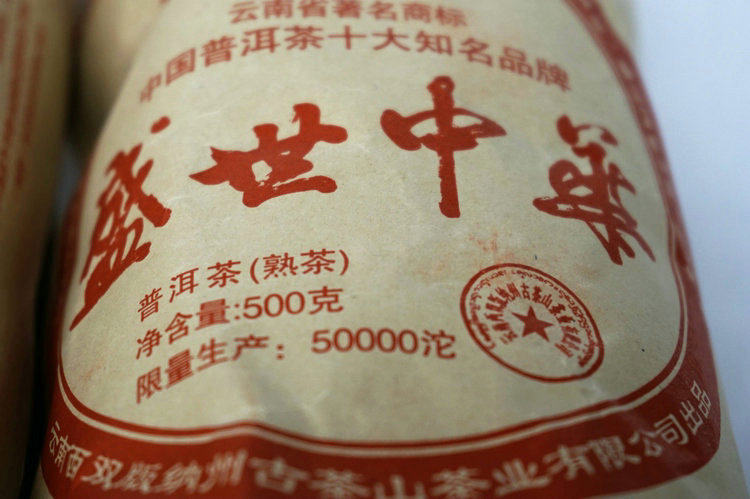 云南省著名商标
中国普洱茶十大知名品牌
盛世中華
普洱茶(熟茶)
净含量:500克
限量生产：50000沱
云南西双版纳州古茶山茶业有限公司出品